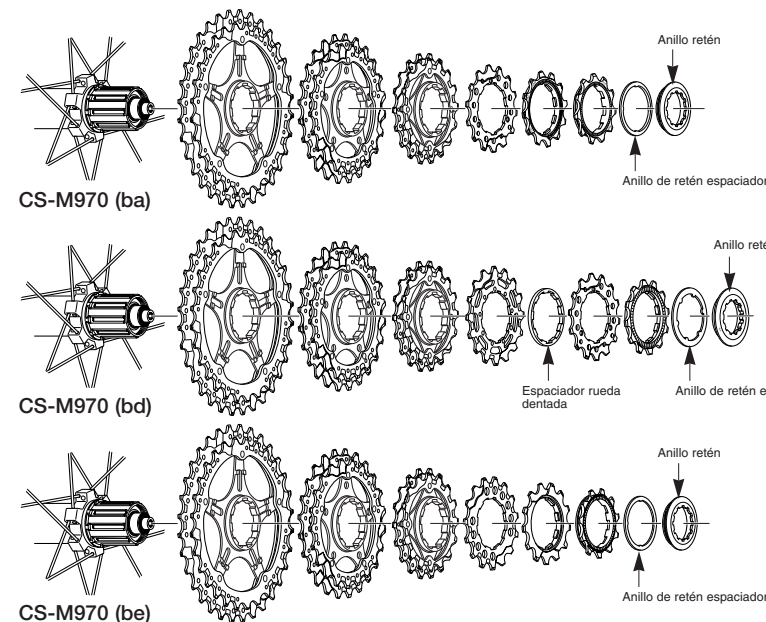 Anillo retén
Anillo de retén espaciador
CS-M970 (ba)
Anillo
Espaciador rueda
dentada
Anillo de retén
CS-M970 (bd)
Anillo retén
Anillo de retén espaciador
CS-M970 (be)